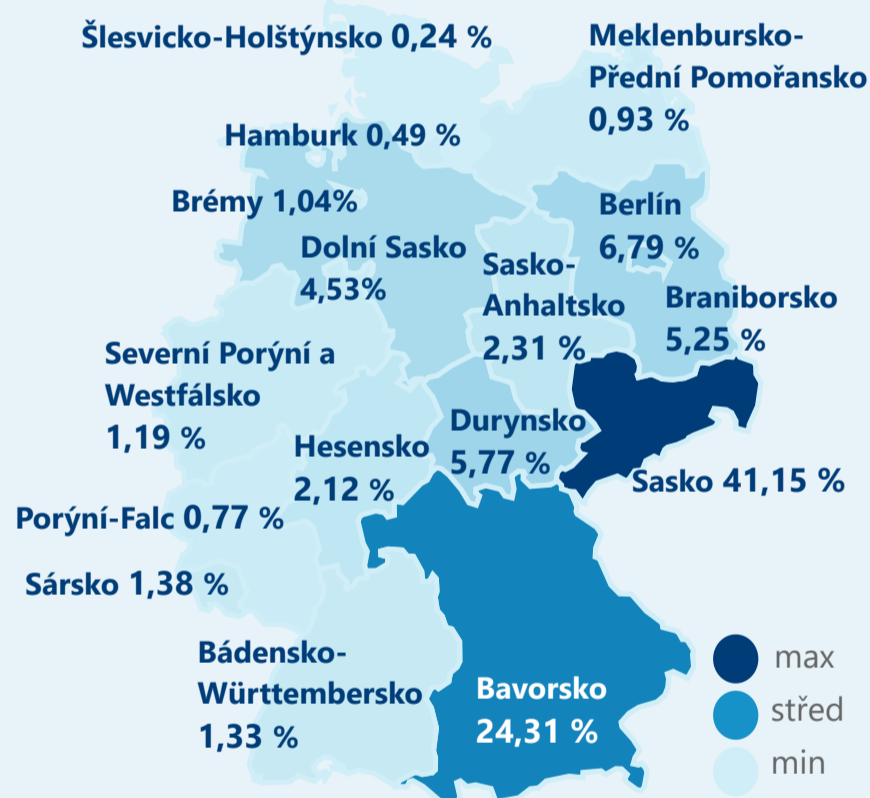 Šlesvicko-Holštýnsko 0,24 %
Meklenbursko-
Přední Pomořansko
0,93 %
Hamburk 0,49 %
Brémy 1,04%
Dolní Sasko
4,53%
Berlín
6,79 %
Sasko-
Anhaltsko
2,31 %
Braniborsko
5,25 %
Severní Porýní a
Westfálsko
1,19 %
Hesensko
2,12 %
Durynsko
5,77 %
Sasko 41,15 %
Porýní-Falc 0,77 %
Sársko 1,38 %
Bádensko-
Württembersko
1,33 %
Bavorsko
24,31 %
max
střed
min